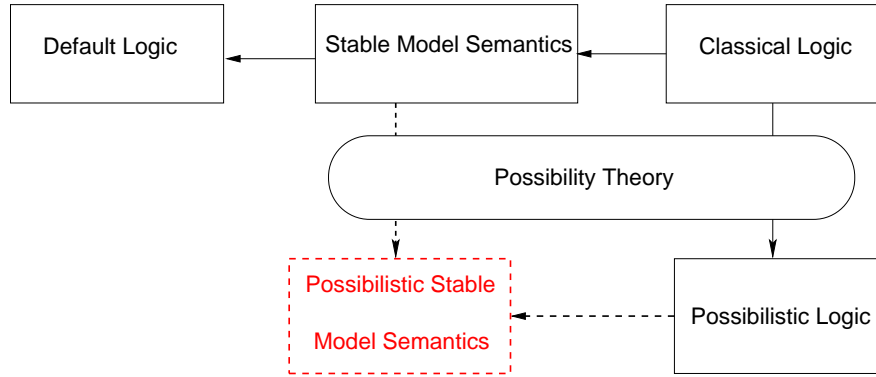 Default Logic
Stable Model Semantics
Classical Logic
Possibility Theory
Possibilistic Stable
Model Semantics
Possibilistic Logic